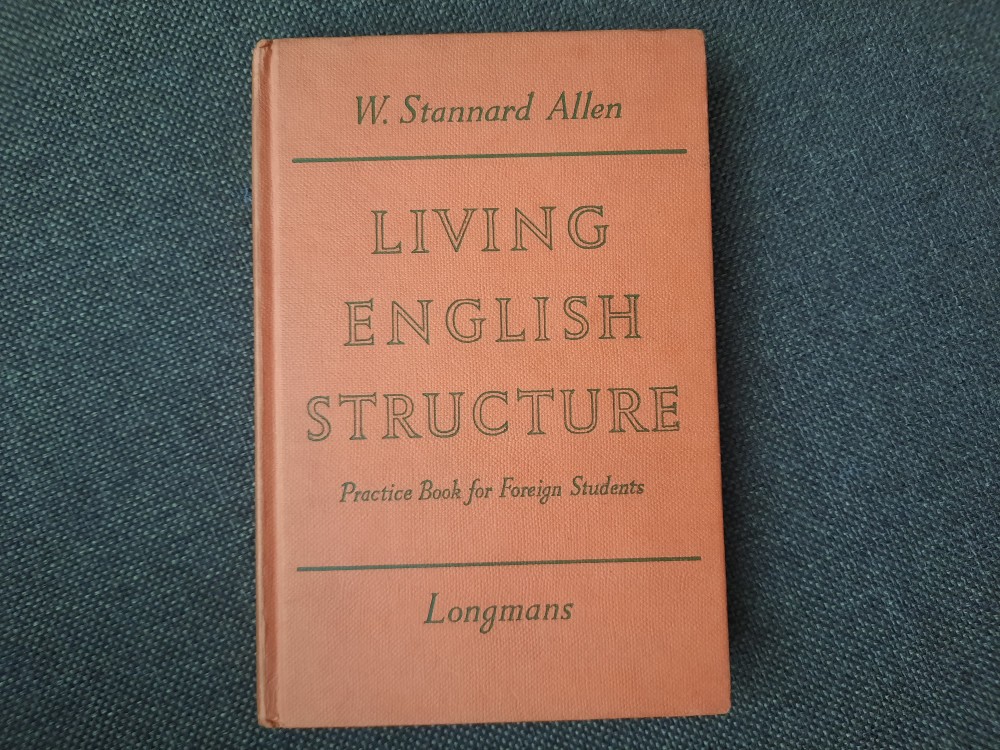 W. Stannard Allen
LIVING
ENGLISH
STRUCTURE
Practice Book for Foreign Students
Longmans